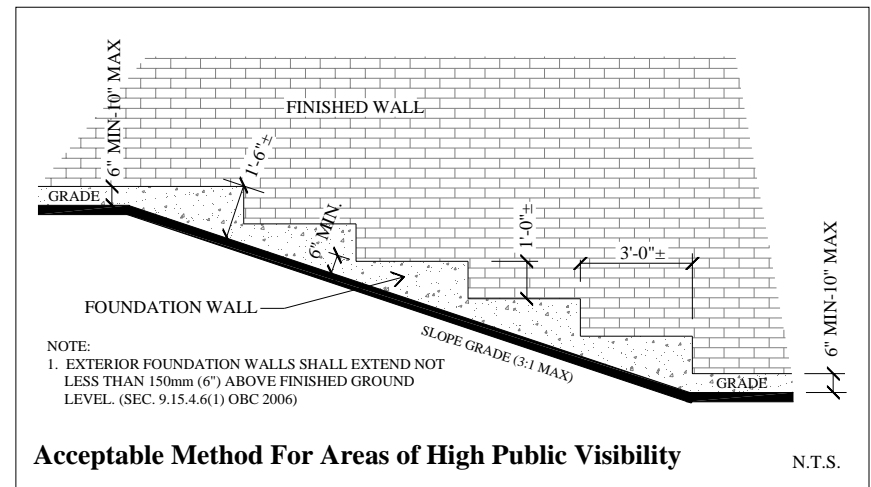 6" MIN-10" MAX
FINISHED WALL
1'-6"±
GRADE
6" MIN.
1'-0"±
3'-0"±
6" MIN-10" MAX
FOUNDATION WALL
SLOPE GRADE (3:1 MAX)
GRADE
NOTE:
1. EXTERIOR FOUNDATION WALLS SHALL EXTEND NOT
LESS THAN 150mm (6") ABOVE FINISHED GROUND
LEVEL. (SEC. 9.15.4.6(1) OBC 2006)
Acceptable Method For Areas of High Public Visibility
N.T.S.